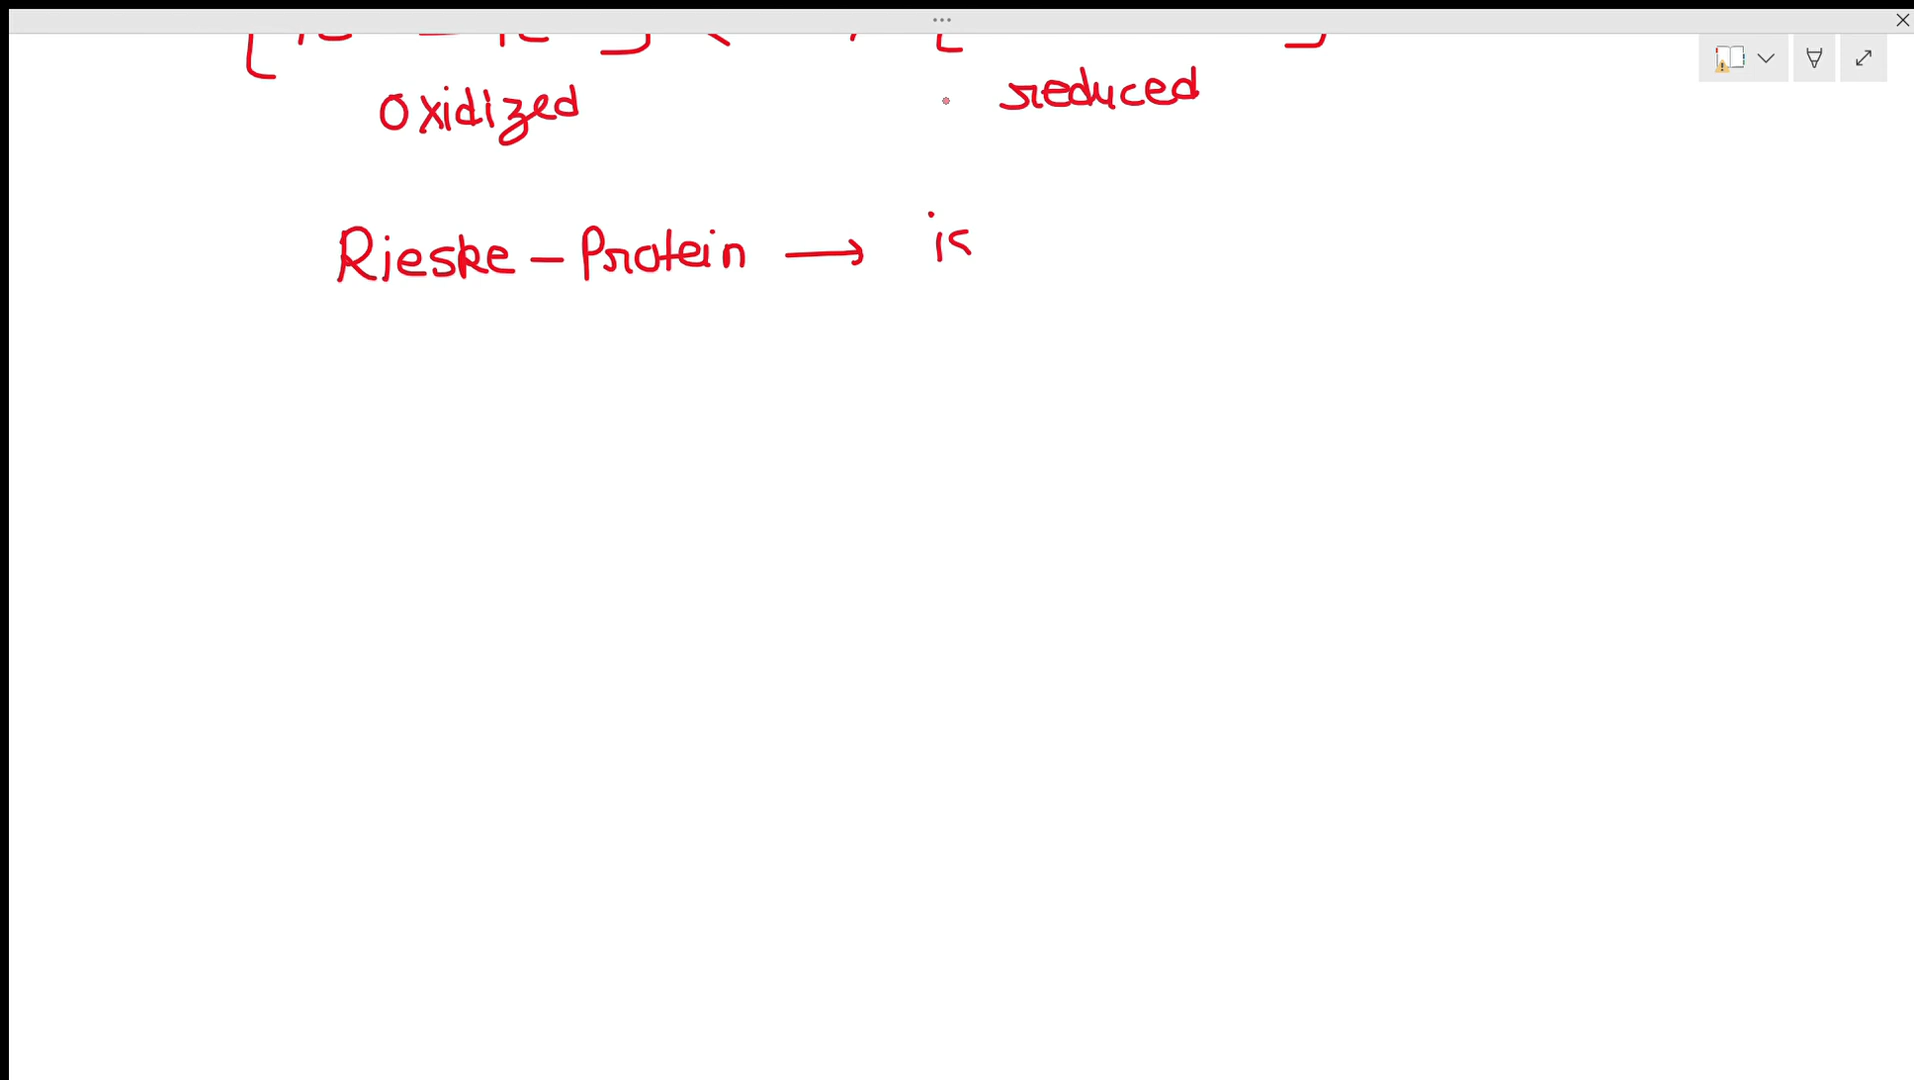 Oxidized reduced
Rieske - Protein → is